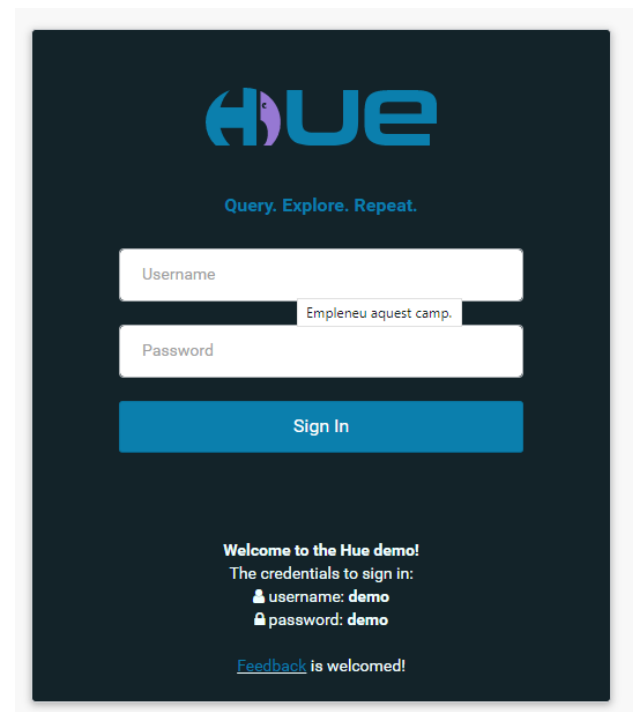 HUE
Query. Explore. Repeat.
Username
Empleneu aquest camp.
Password
Sign In
Welcome to the Hue demo!
The credentials to sign in:
username: demo
password: demo
Feedback is welcomed!